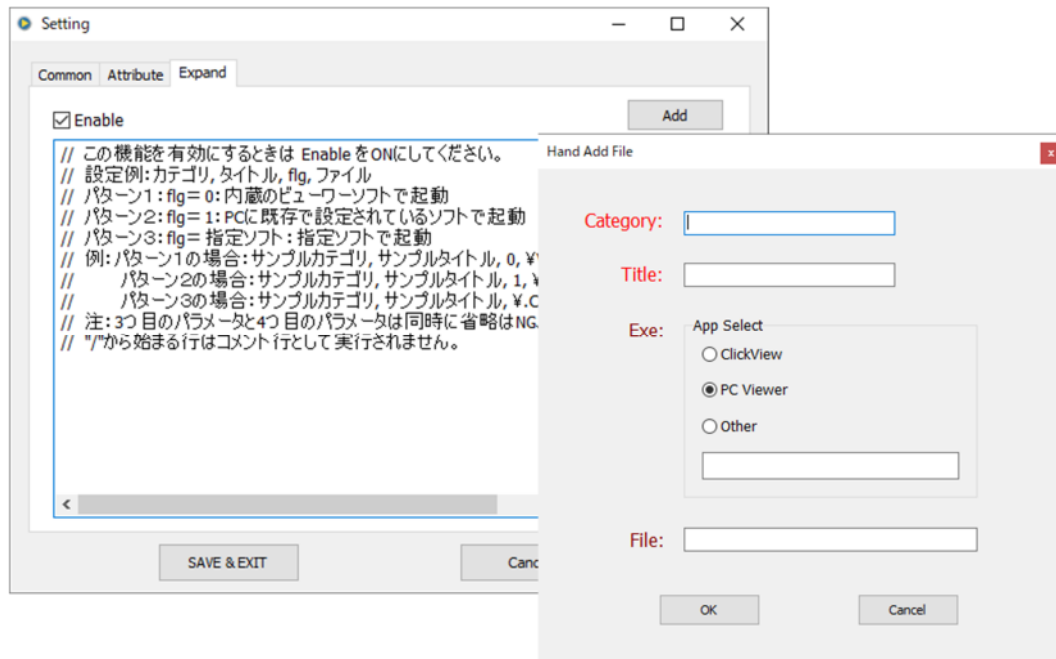 Setting
Common
Attribute
Expand
Enable
Add
// この機能を有効にするときは EnableをONにしてください。
// 設定例:カテゴリ, タイトル, flg, ファイル
// パターン1:flg= 0:内蔵のビューワーソフトで起動
// パターン2:flg= 1:PCに既存で設定されているソフトで起動
// パターン3:flg= 指定ソフト:指定ソフトで起動
// 例:パターン1の場合:サンプルカテゴリ, サンプルタイトル, 0, ¥
// パターン2の場合:サンプルカテゴリ, サンプルタイトル, 1, ¥
// パターン3の場合:サンプルカテゴリ, サンプルタイトル, ¥.C
// 注:3つ目のパラメータと4つ目のパラメータは同時に省略はNG
// "/"から始まる行はコメント行として実行されません。
SAVE & EXIT
Canc
Hand Add File
x
Category:
Title:
Exe:
App Select
ClickView
PC Viewer
Other
File:
OK
Cancel